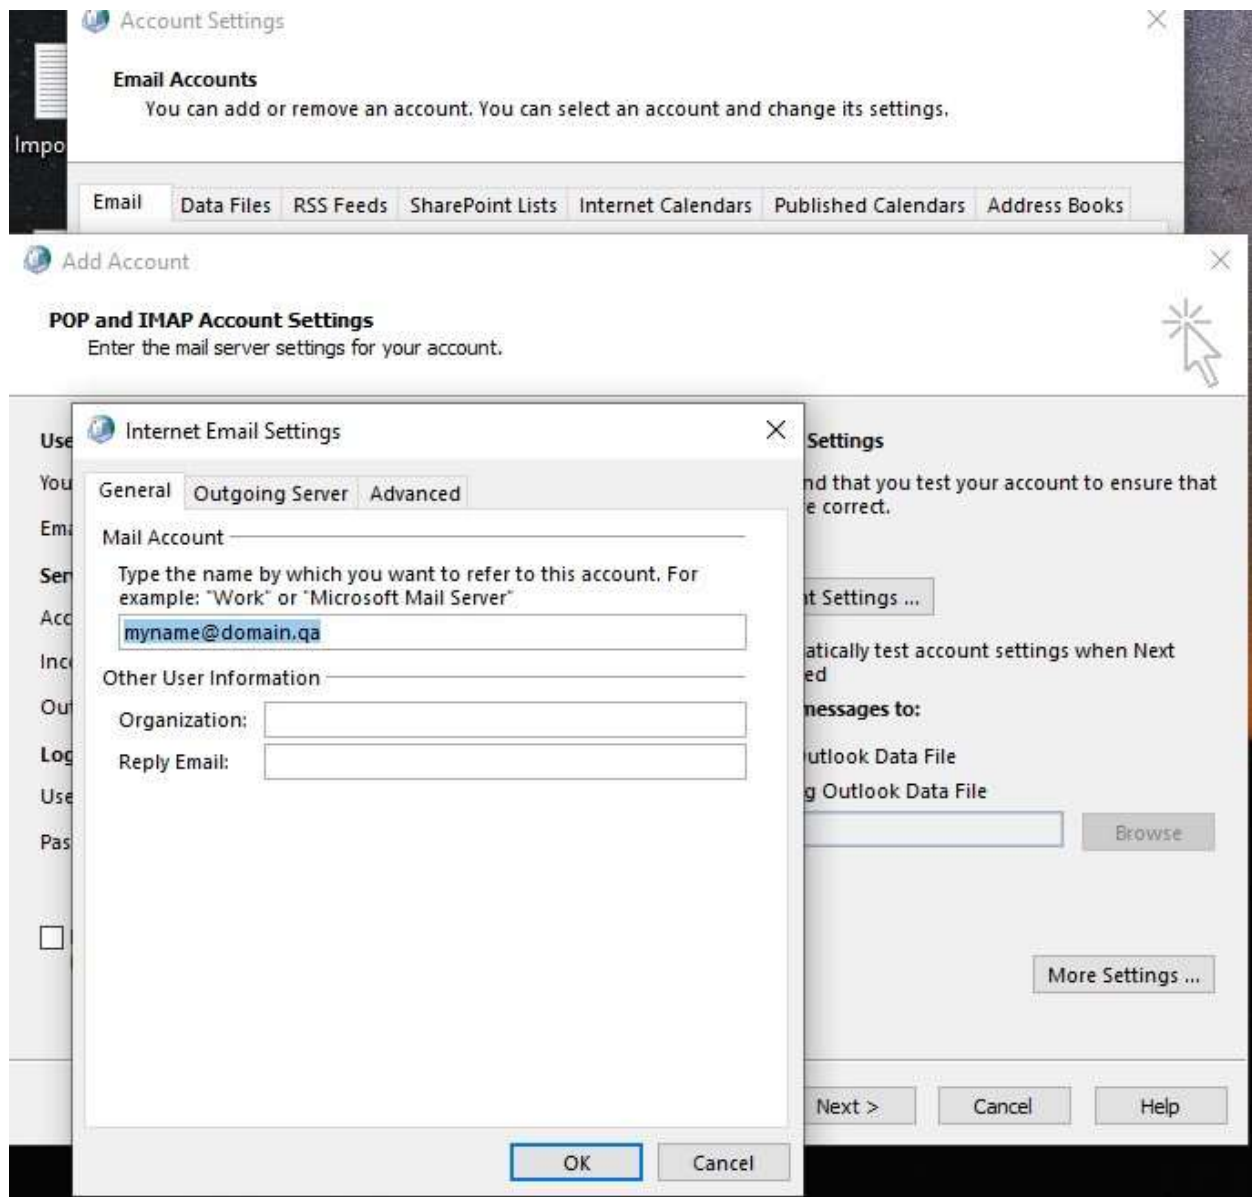 Account Settings
Email Accounts
You can add or remove an account. You can select an account and change its settings.
Impo
Email Data Files RSS Feeds SharePoint Lists Internet Calendars Published Calendars Address Books
Add Account
POP and IMAP Account Settings
Enter the mail server settings for your account.
Internet Email Settings
General Outgoing Server Advanced
Mail Account
Type the name by which you want to refer to this account. For
example: "Work" or "Microsoft Mail Server"
myname@domain.qa
Other User Information
Organization:
Reply Email:
OK Cancel
Use
You
Ema
Ser
Acc
Inco
Out
Log
Use
Pas
Settings
nd that you test your account to ensure that
e correct.
nt Settings ...
atically test account settings when Next
ed
messages to:
utlook Data File
g Outlook Data File
Browse
More Settings ...
Next > Cancel Help